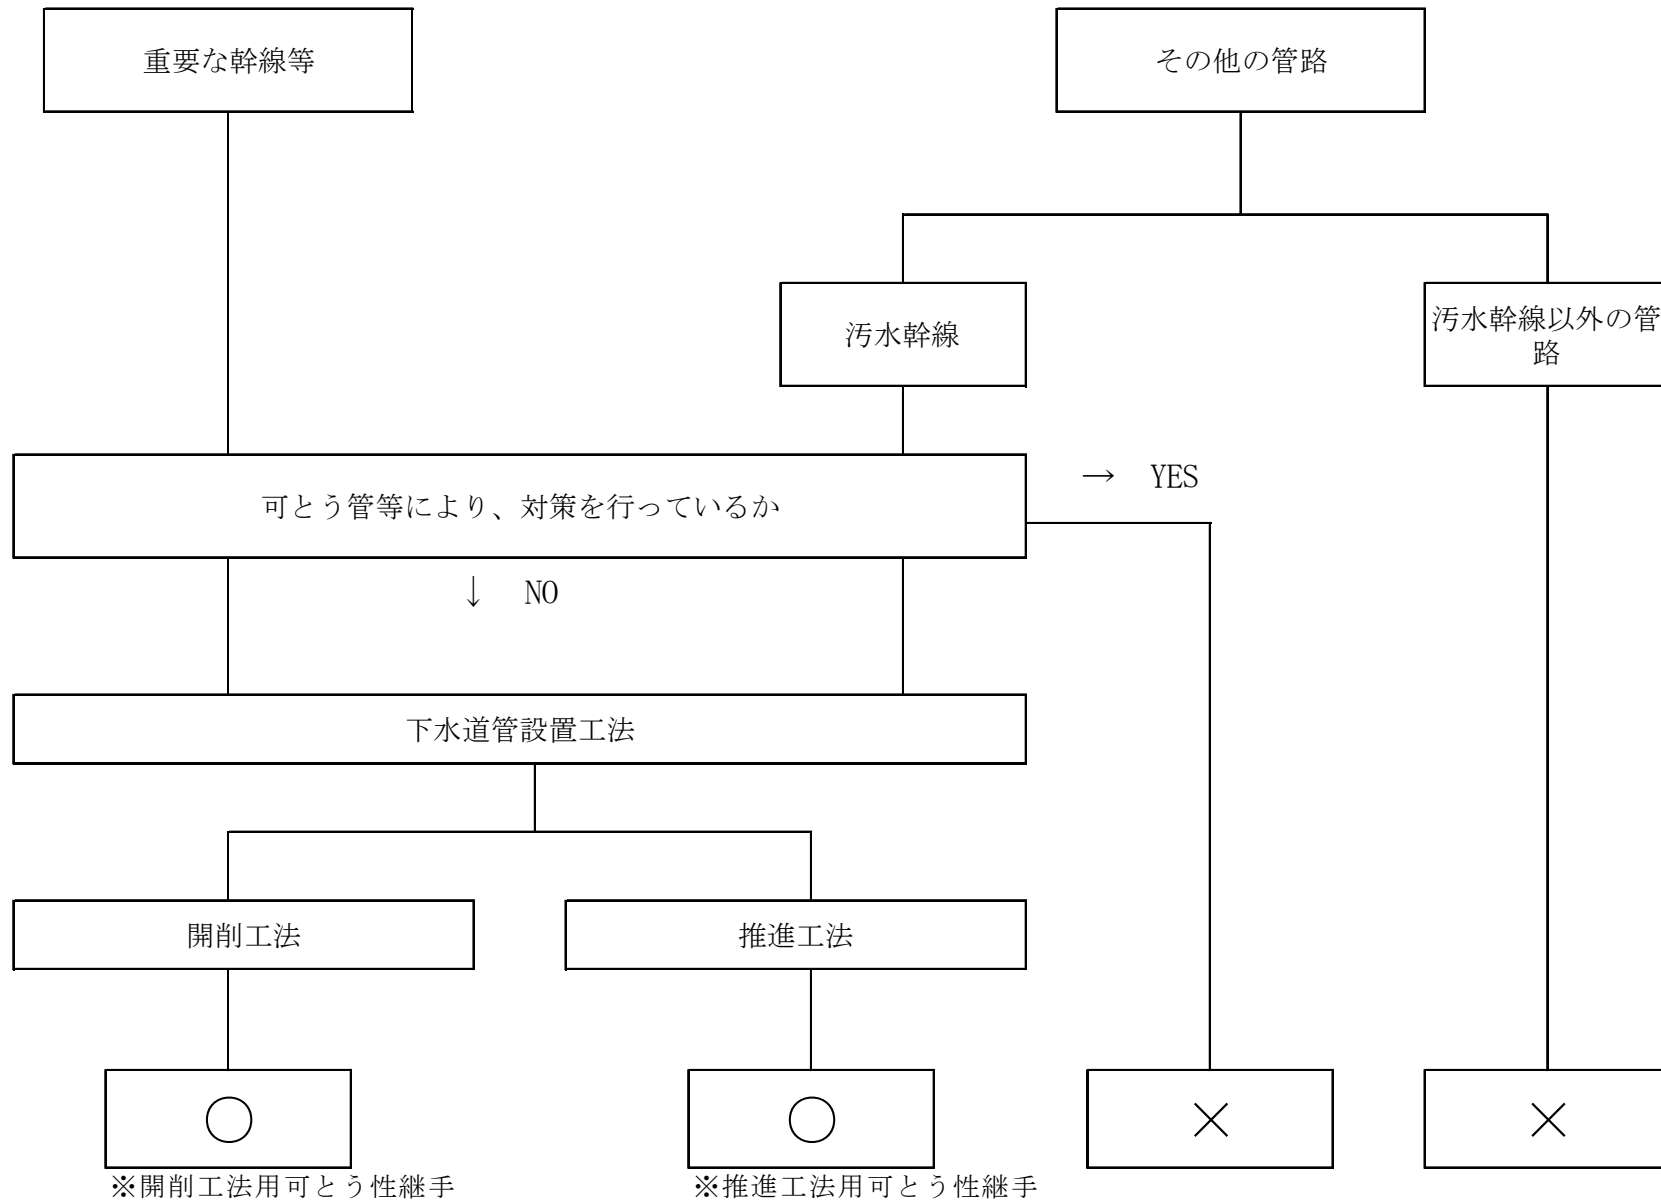 重要な幹線等
その他の管路
汚水幹線
汚水幹線以外の管
路
可とう管等により、対策を行っているか
→ YES
↓ NO
下水道管設置工法
開削工法
推進工法
○
○
×
×
※開削工法用可とう性継手
※推進工法用可とう性継手